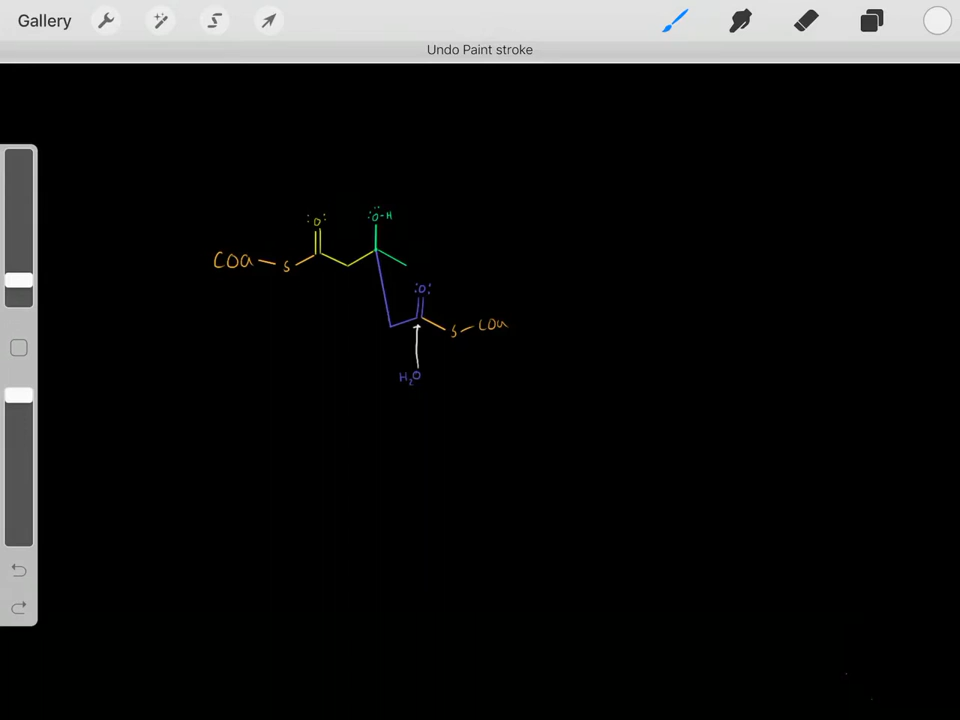 Gallery
Undo Paint stroke
:O:
:Ö-H
COA
S
:O:
S
COA
H2O